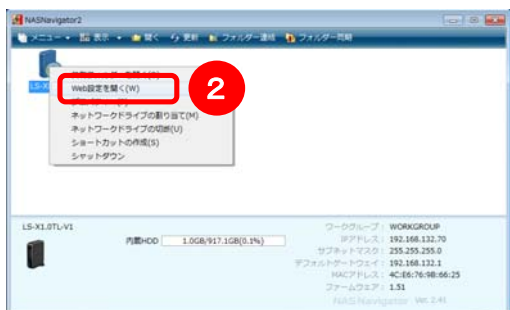 NASNavigator2
メニュー 表示 開く 更新 フォルダー連結 フォルダー同期
LS-X
Web設定を開く(W)
2
ネットワークドライブの割り当て(M)
ネットワークドライブの切断(U)
ショートカットの作成(S)
シャットダウン
LS-X1.0TL-V1
内蔵HDD 1.0GB/917.1GB(0.1%)
ワークグループ: WORKGROUP
IPアドレス: 192.168.132.70
サブネットマスク: 255.255.255.0
デフォルトゲートウェイ: 192.168.132.1
MACアドレス: 4C:E6:76:9B:66:25
ファームウェア: 1.51
NAS Navigator Ver. 2.41